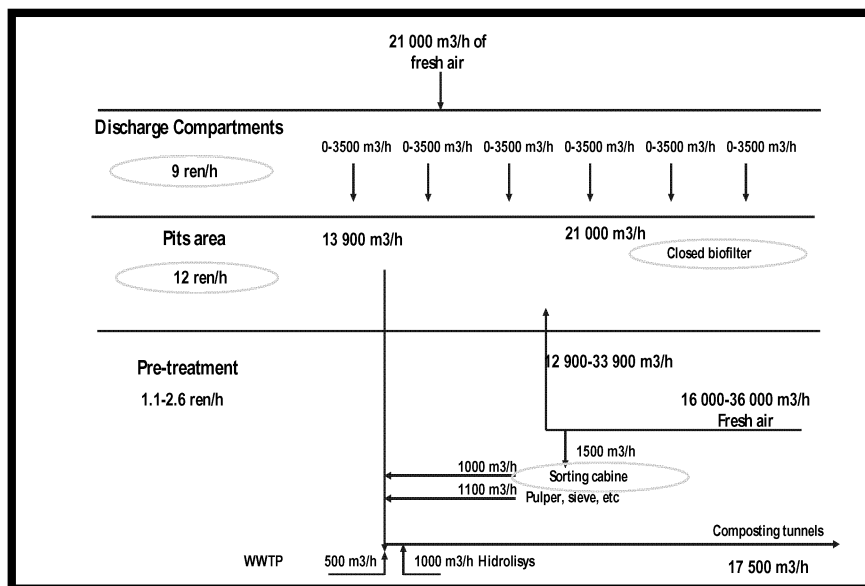 21 000 m3/h of
fresh air
Discharge Compartments
0-3500 m3/h 0-3500 m3/h 0-3500 m3/h 0-3500 m3/h 0-3500 m3/h 0-3500 m3/h
9 ren/h
Pits area
13 900 m3/h
21 000 m3/h
Closed biofilter
12 ren/h
Pre-treatment
12 900-33 900 m3/h
1.1-2.6 ren/h
16 000-36 000 m3/h
Fresh air
1500 m3/h
1000 m3/h
Sorting cabine
1100 m3/h
Pulper, sieve, etc
Composting tunnels
WWTP
500 m3/h
1000 m3/h Hidrolisys
17 500 m3/h